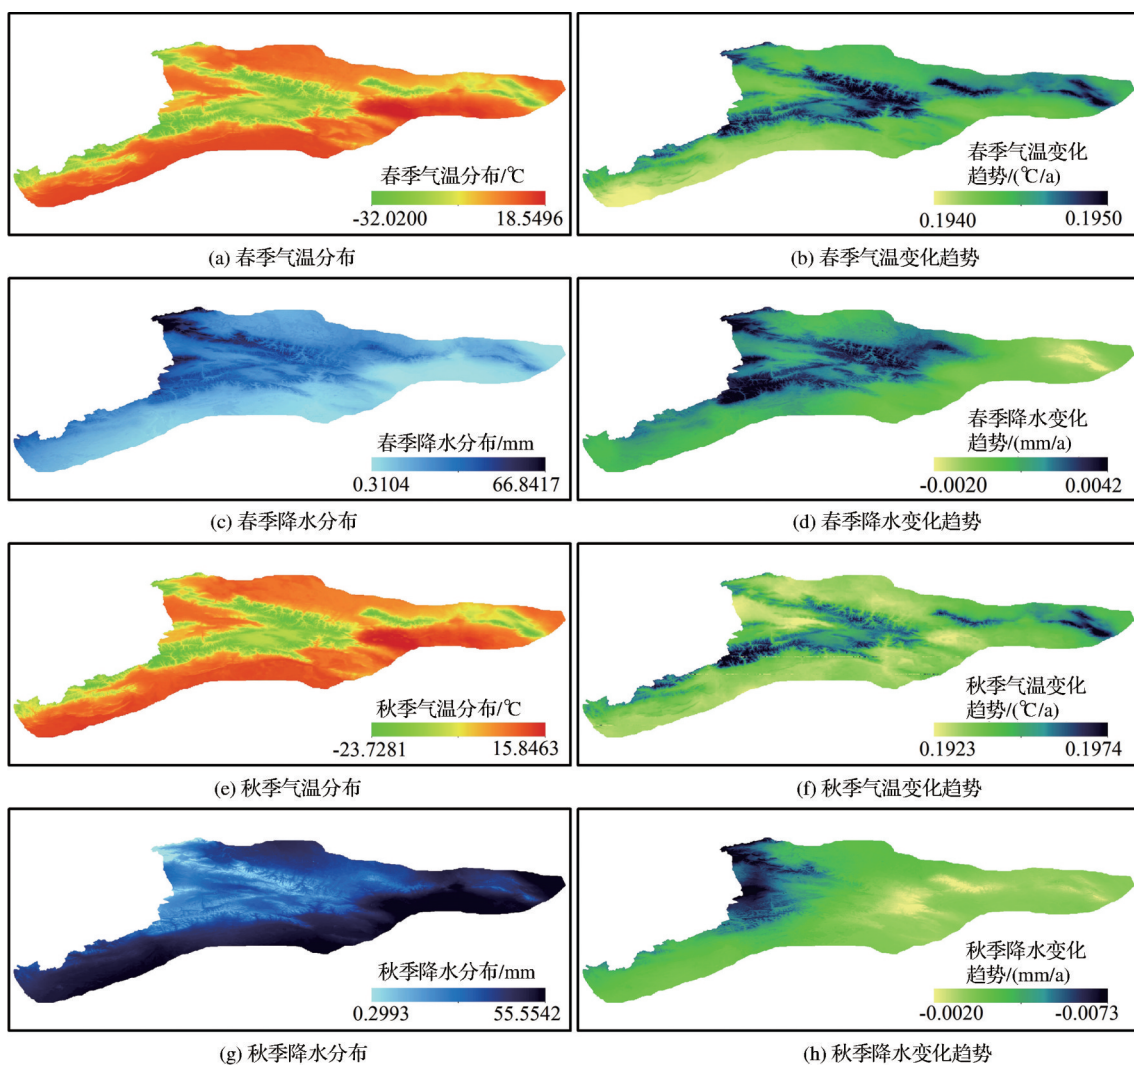 春季气温分布/℃
-32.0200 18.5496
(a) 春季气温分布
春季气温变化
趋势/(℃/a)
0.1940 0.1950
(b) 春季气温变化趋势
春季降水分布/mm
0.3104 66.8417
(c) 春季降水分布
春季降水变化
趋势/(mm/a)
-0.0020 0.0042
(d) 春季降水变化趋势
秋季气温分布/℃
-23.7281 15.8463
(e) 秋季气温分布
秋季气温变化
趋势/(℃/a)
0.1923 0.1974
(f) 秋季气温变化趋势
秋季降水分布/mm
0.2993 55.5542
(g) 秋季降水分布
秋季降水变化
趋势/(mm/a)
-0.0020 -0.0073
(h) 秋季降水变化趋势